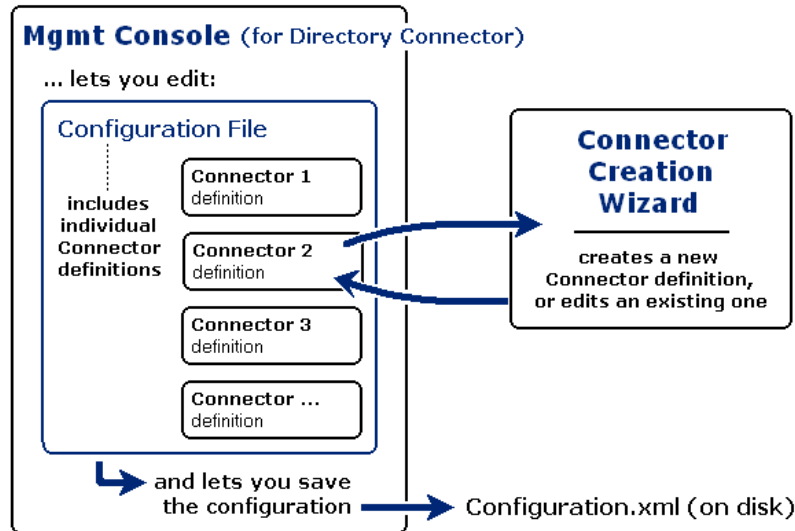 Mgmt Console (for Directory Connector)
... lets you edit:
Configuration File
includes
individual
Connector
definitions
Connector 1
definition
Connector 2
definition
Connector 3
definition
Connector ...
definition
and lets you save
the configuration
Configuration.xml (on disk)
Connector
Creation
Wizard
creates a new
Connector definition,
or edits an existing one